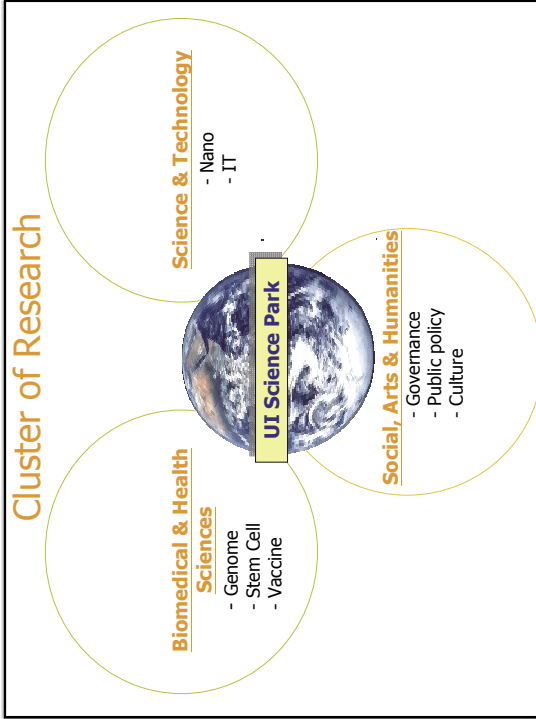 Cluster of Research
Biomedical & Health
Sciences
- Genome
- Stem Cell
- Vaccine
Science & Technology
- Nano
- IT
UI Science Park
Social, Arts & Humanities
- Governance
- Public policy
- Culture